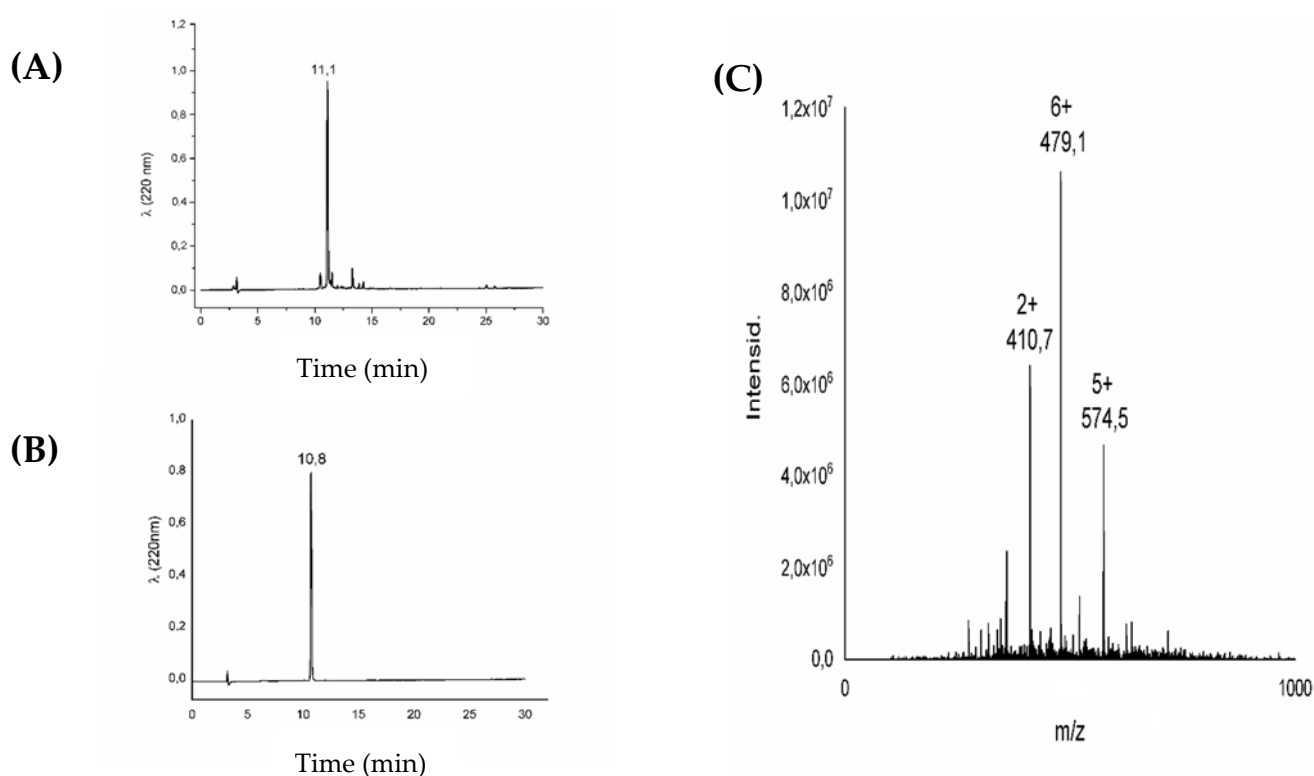 (A)
1,2
1,0
0,8
0,6
0,4
0,2
0,0
λ (220 nm)
11,1
0 5 10 15 20 25 30
Time (min)
(B)
1,0
0,8
0,6
0,4
0,2
0,0
λ (220nm)
10,8
0 5 10 15 20 25 30
Time (min)
(C)
1,2x10⁷
1,0x10⁷
8,0x10⁶
6,0x10⁶
4,0x10⁶
2,0x10⁶
0,0
Intensid.
6+
479,1
2+
410,7
5+
574,5
0 1000
m/z